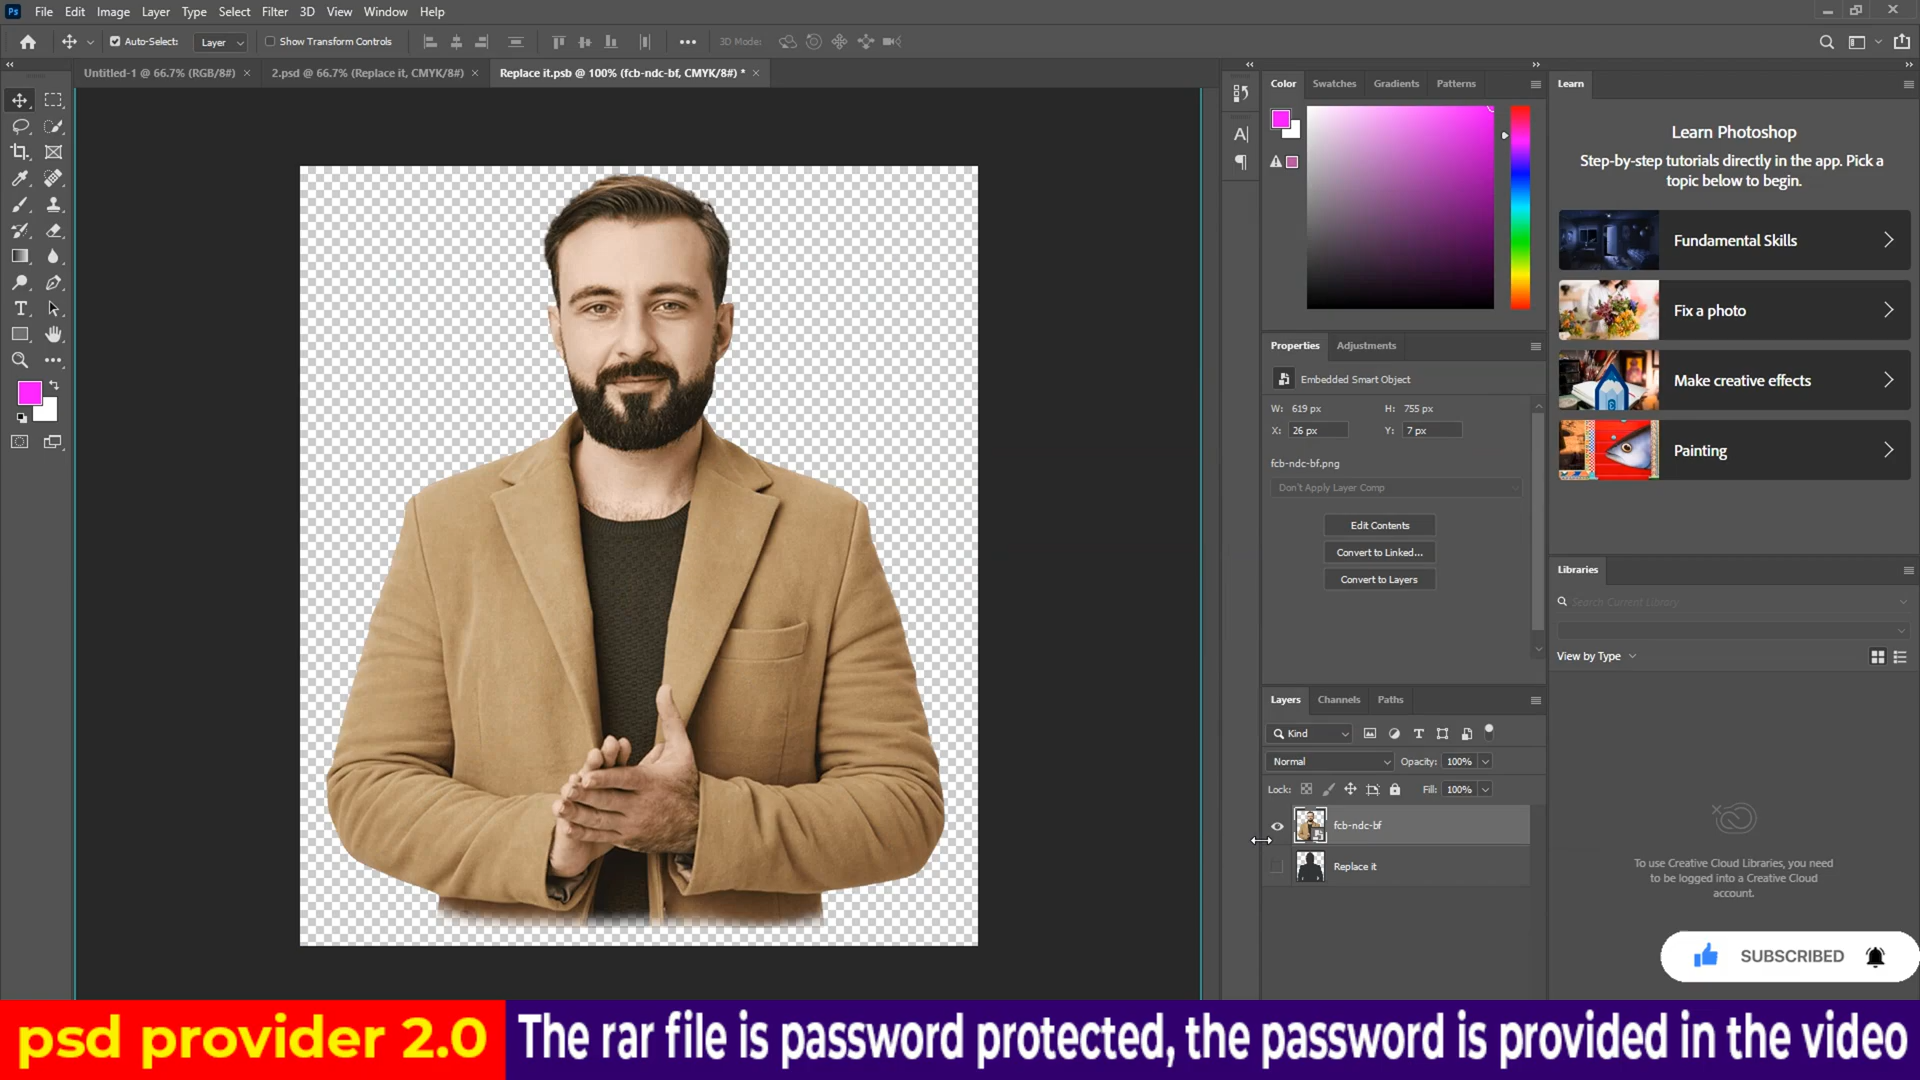 Ps File Edit Image Layer Type Select Filter 3D View Window Help
Auto-Select: Layer Show Transform Controls 3D Mode:
Untitled-1 @ 66.7% (RGB/8#) × 2.psd @ 66.7% (Replace it, CMYK/8#) × Replace it.psb @ 100% (fcb-ndc-bf, CMYK/8#) * ×
Color Swatches Gradients Patterns
Learn
Learn Photoshop
Step-by-step tutorials directly in the app. Pick a
topic below to begin.
Fundamental Skills
Fix a photo
Make creative effects
Painting
Properties Adjustments
Embedded Smart Object
W: 619 px H: 755 px
X: 26 px Y: 7 px
fcb-ndc-bf.png
Don't Apply Layer Comp
Edit Contents
Convert to Linked...
Convert to Layers
Libraries
Search Current Library
View by Type
Layers Channels Paths
Kind
Normal Opacity: 100%
Lock: Fill: 100%
fcb-ndc-bf
Replace it
To use Creative Cloud Libraries, you need
to be logged into a Creative Cloud
account.
SUBSCRIBED
psd provider 2.0 The rar file is password protected, the password is provided in the video